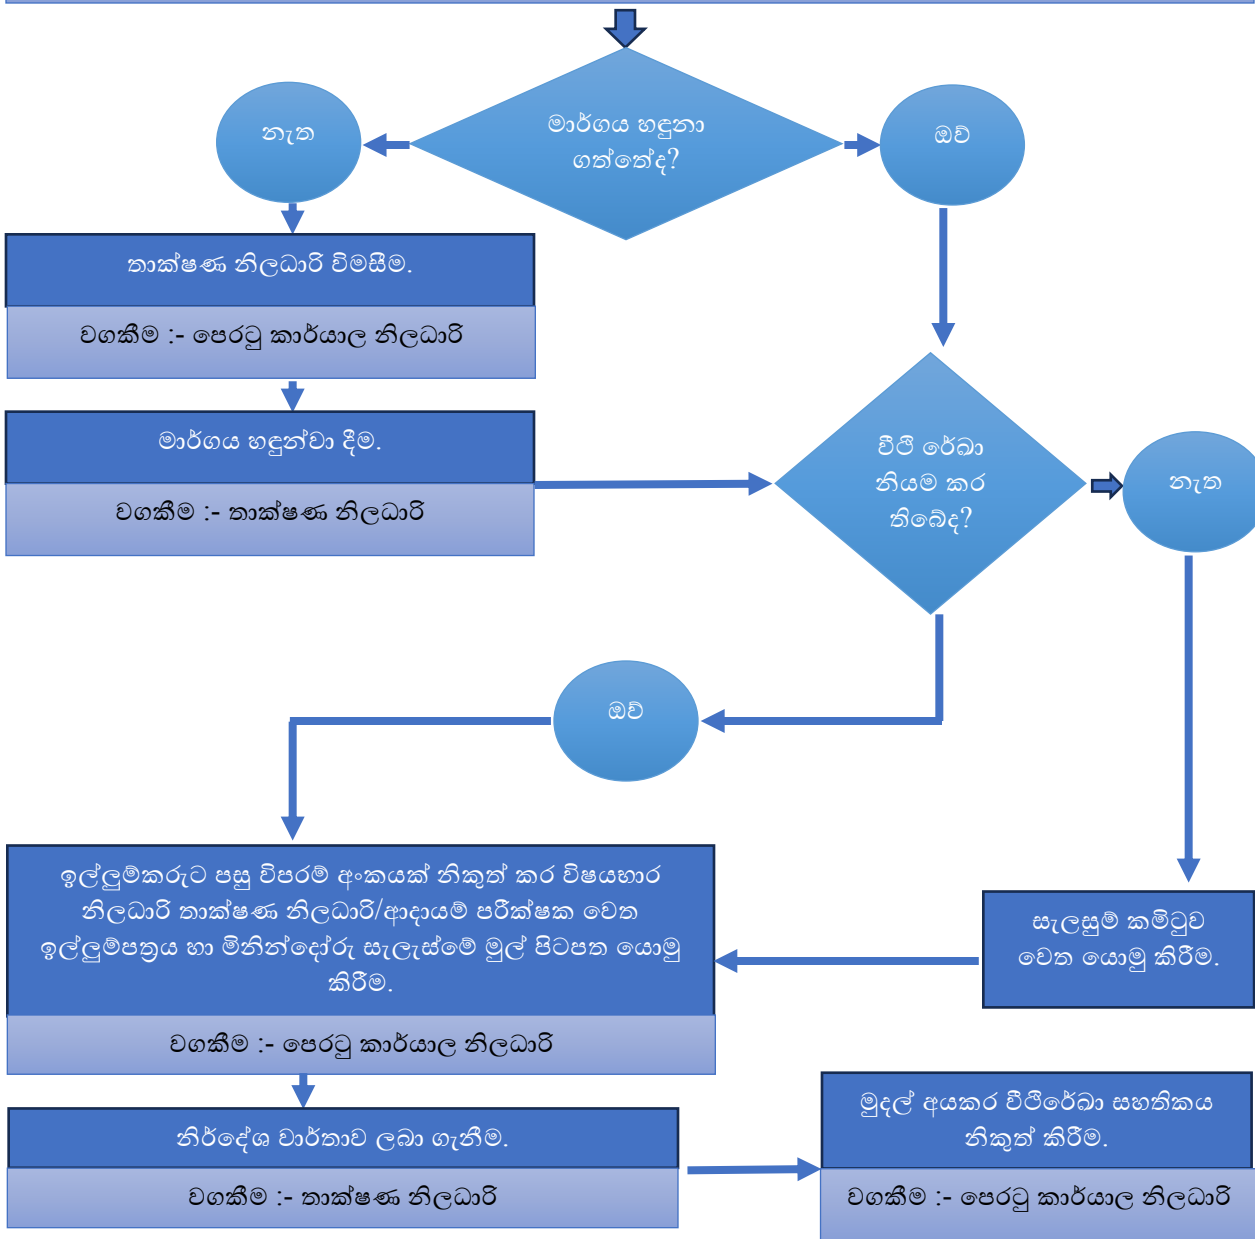 මාර්ගය හඳුනා
ගත්තේද?
නැත
ඔව්
තාක්ෂණ නිලධාරි විමසීම.
වගකීම :- පෙරටු කාර්යාල නිලධාරි
මාර්ගය හඳුන්වා දීම.
වගකීම :- තාක්ෂණ නිලධාරි
වීථි රේඛා
නියම කර
තිබේද?
නැත
ඔව්
ඉල්ලුම්කරුට පසු විපරම් අංකයක් නිකුත් කර විෂයභාර
නිලධාරි තාක්ෂණ නිලධාරි/ආදායම් පරීක්ෂක වෙත
ඉල්ලුම්පත්‍රය හා මිනින්දෝරු සැලැස්මේ මුල් පිටපත යොමු
කිරීම.
වගකීම :- පෙරටු කාර්යාල නිලධාරි
සැලසුම් කමිටුව
වෙත යොමු කිරීම.
නිර්දේශ වාර්තාව ලබා ගැනීම.
වගකීම :- තාක්ෂණ නිලධාරි
මුදල් අයකර වීථිරේඛා සහතිකය
නිකුත් කිරීම.
වගකීම :- පෙරටු කාර්යාල නිලධාරි